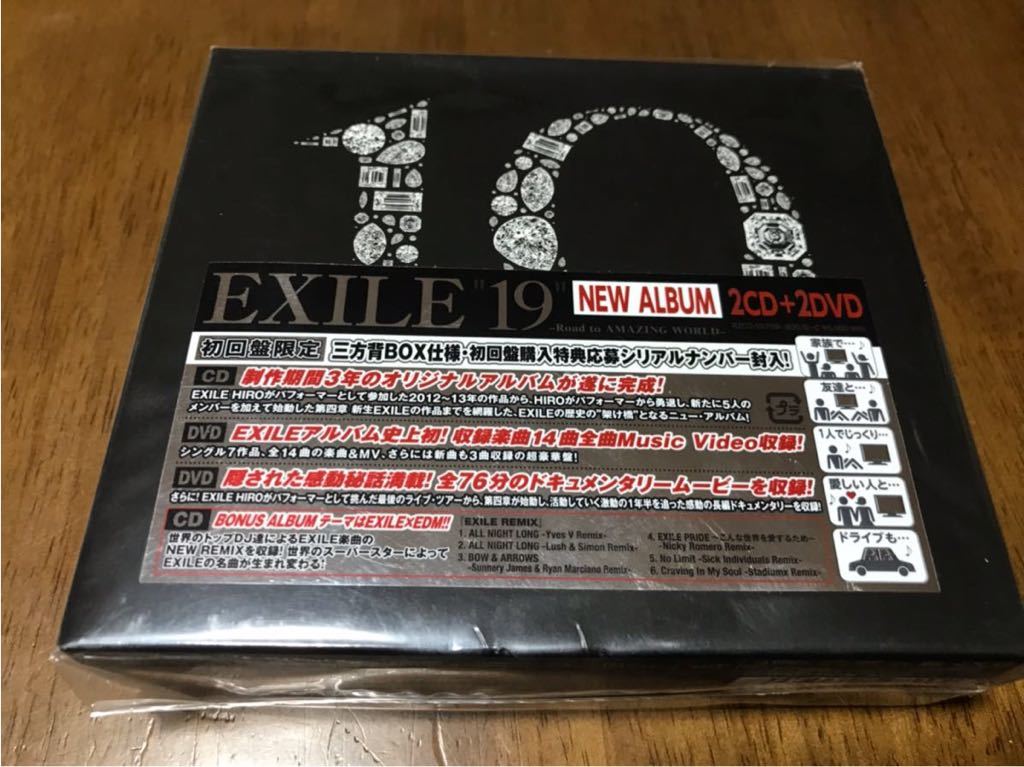 EXILE "19" NEW ALBUM 2CD+2DVD
-Road to AMAZING WORLD-
初回盤限定 三方背BOX仕様・初回盤購入特典応募シリアルナンバー封入!
CD 制作期間3年のオリジナルアルバムが遂に完成!
EXILE HIROがパフォーマーとして参加した2012〜13年の作品から、HIROがパフォーマーから勇退し、新たに5人の
メンバーを加えて始動した第四章 新生EXILEの作品までを網羅した、EXILEの歴史の"架け橋"となるニュー・アルバム!
プラ
DVD EXILEアルバム史上初! 収録楽曲14曲全曲Music Video収録!
シングル7作品、全14曲の楽曲&MV、さらには新曲も3曲収録の超豪華盤!
DVD 隠された感動秘話満載! 全76分のドキュメンタリームービーを収録!
さらに! EXILE HIROがパフォーマーとして挑んだ最後のライブ・ツアーから、第四章が始動し、活動していく激動の1年半を追った感動の長編ドキュメンタリーを収録!
CD BONUS ALBUM テーマはEXILE×EDM!!
世界のトップDJ達によるEXILE楽曲の
NEW REMIXを収録! 世界のスーパースターによって
EXILEの名曲が生まれ変わる!
[EXILE REMIX]
1. ALL NIGHT LONG -Yves V Remix-
2. ALL NIGHT LONG -Lush & Simon Remix-
3. BOW & ARROWS
-Sunnery James & Ryan Marciano Remix-
4. EXILE PRIDE 〜こんな世界を愛するため〜
-Nicky Romero Remix-
5. No Limit -Sick Individuals Remix-
6. Craving In My Soul -Stadiumx Remix-
家族で…♪
友達と…♪
1人でじっくり…
愛しい人と…
ドライブも…♪